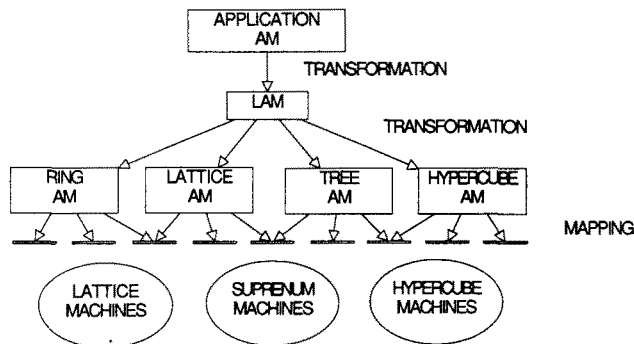 APPLICATION
AM
TRANSFORMATION
LAM
TRANSFORMATION
RING
AM
LATTICE
AM
TREE
AM
HYPERCUBE
AM
MAPPING
LATTICE
MACHINES
SUPRENUM
MACHINES
HYPERCUBE
MACHINES